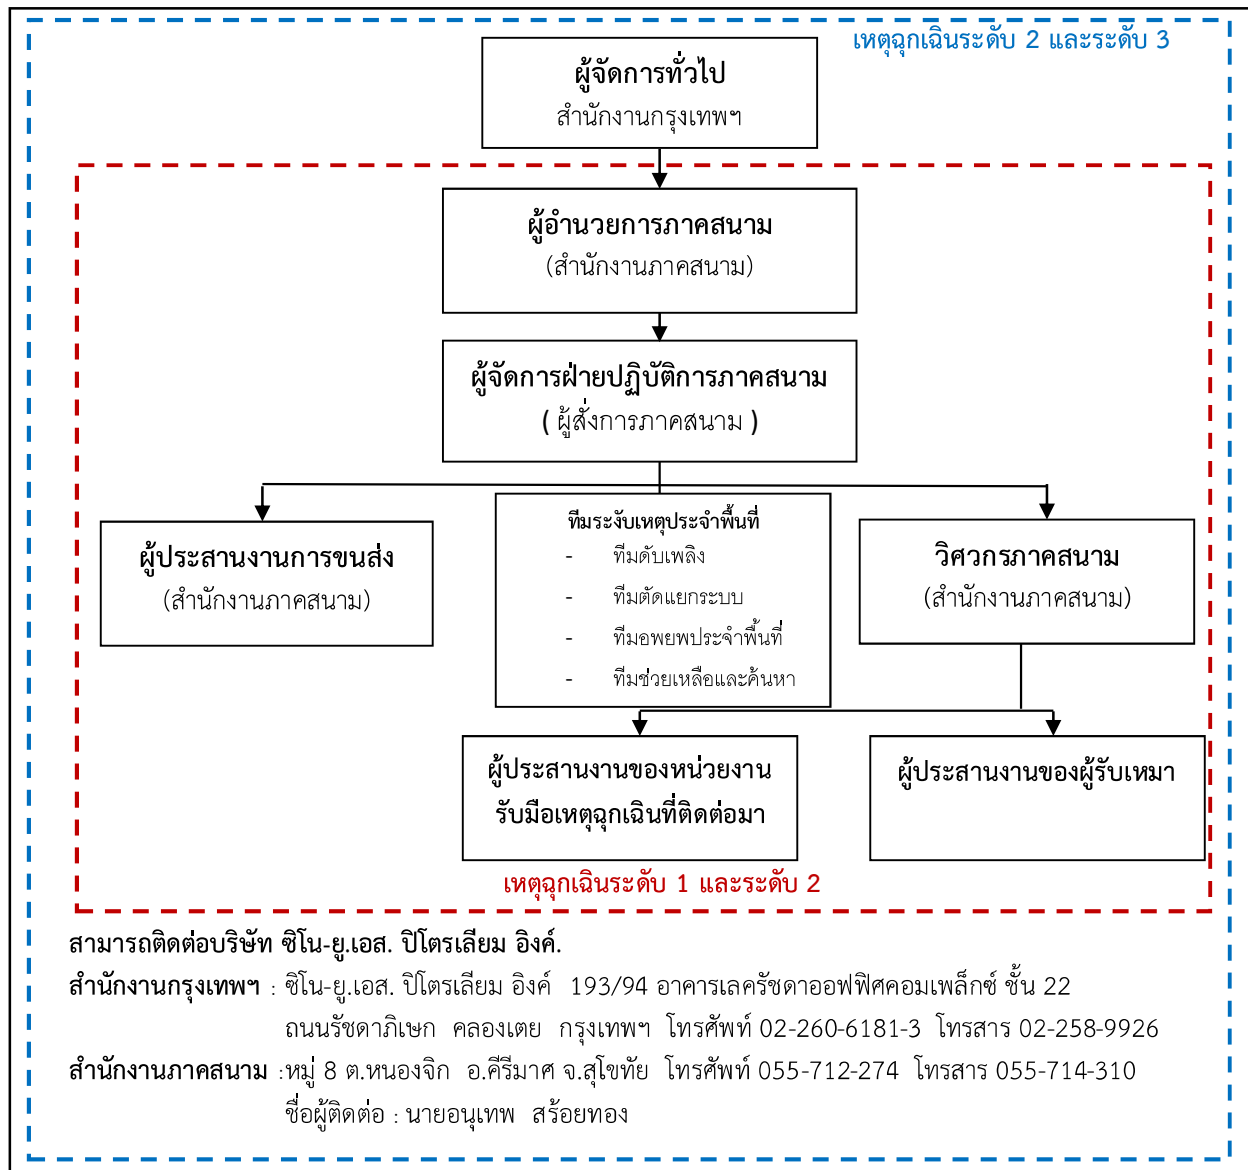 เหตุฉุกเฉินระดับ 2 และระดับ 3
ผู้จัดการทั่วไป
สำนักงานกรุงเทพฯ
ผู้อำนวยการภาคสนาม
(สำนักงานภาคสนาม)
ผู้จัดการฝ่ายปฏิบัติการภาคสนาม
( ผู้สั่งการภาคสนาม )
ผู้ประสานงานการขนส่ง
(สำนักงานภาคสนาม)
ทีมระงับเหตุประจำพื้นที่
- ทีมดับเพลิง
- ทีมตัดแยกระบบ
- ทีมอพยพประจำพื้นที่
- ทีมช่วยเหลือและค้นหา
วิศวกรภาคสนาม
(สำนักงานภาคสนาม)
ผู้ประสานงานของหน่วยงาน
รับมือเหตุฉุกเฉินที่ติดต่อมา
ผู้ประสานงานของผู้รับเหมา
เหตุฉุกเฉินระดับ 1 และระดับ 2
สามารถติดต่อบริษัท ซิโน-ยู.เอส. ปิโตรเลียม อิงค์.
สำนักงานกรุงเทพฯ : ซิโน-ยู.เอส. ปิโตรเลียม อิงค์ 193/94 อาคารเลครัชดาออฟฟิศคอมเพล็กซ์ ชั้น 22
ถนนรัชดาภิเษก คลองเตย กรุงเทพฯ โทรศัพท์ 02-260-6181-3 โทรสาร 02-258-9926
สำนักงานภาคสนาม :หมู่ 8 ต.หนองจิก อ.คีรีมาศ จ.สุโขทัย โทรศัพท์ 055-712-274 โทรสาร 055-714-310
ชื่อผู้ติดต่อ : นายอนุเทพ สร้อยทอง